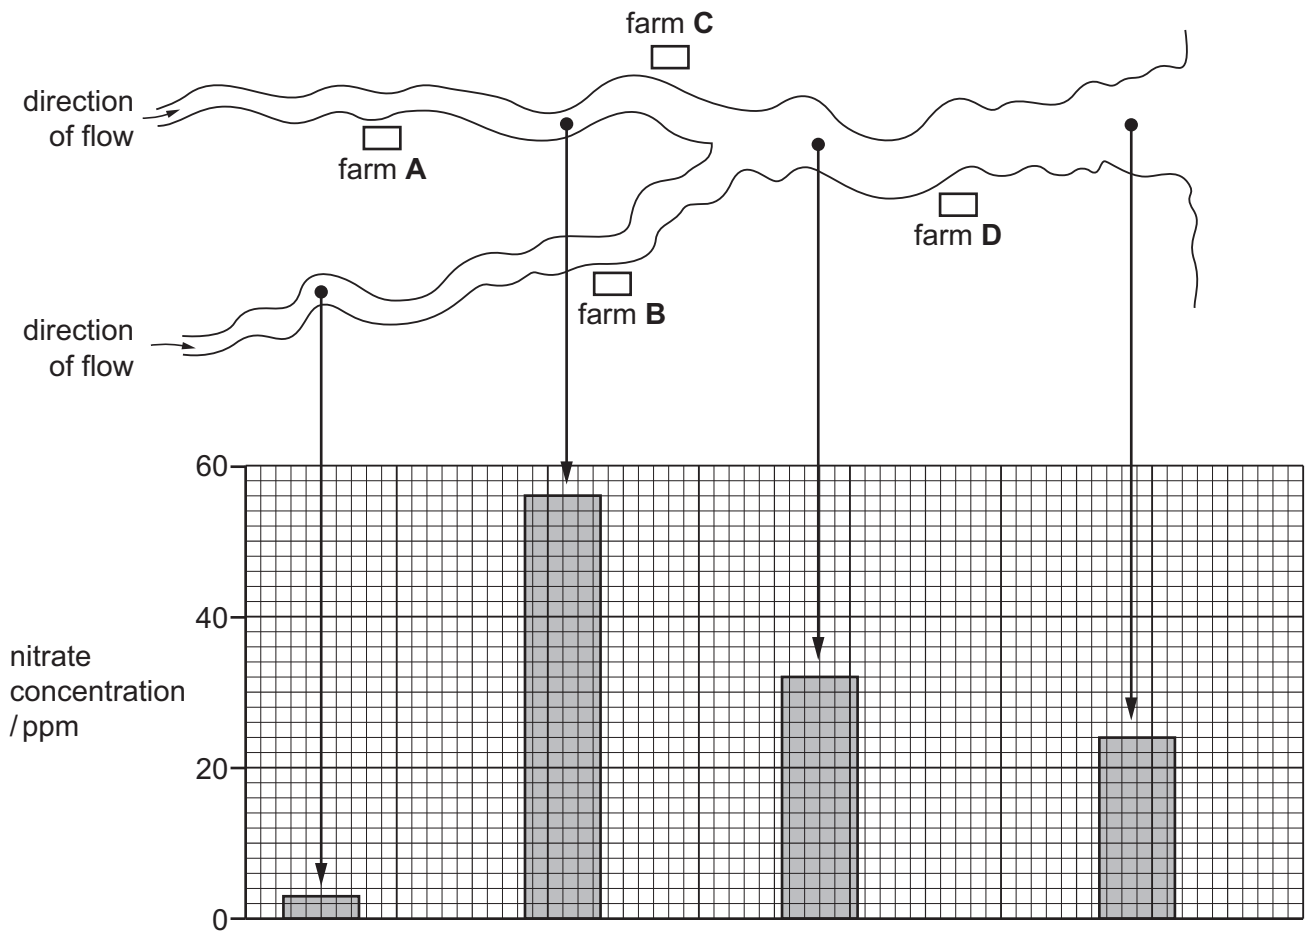 farm C
direction
of flow
farm A
farm D
farm B
direction
of flow
60
40
nitrate
concentration
/ ppm
20
0